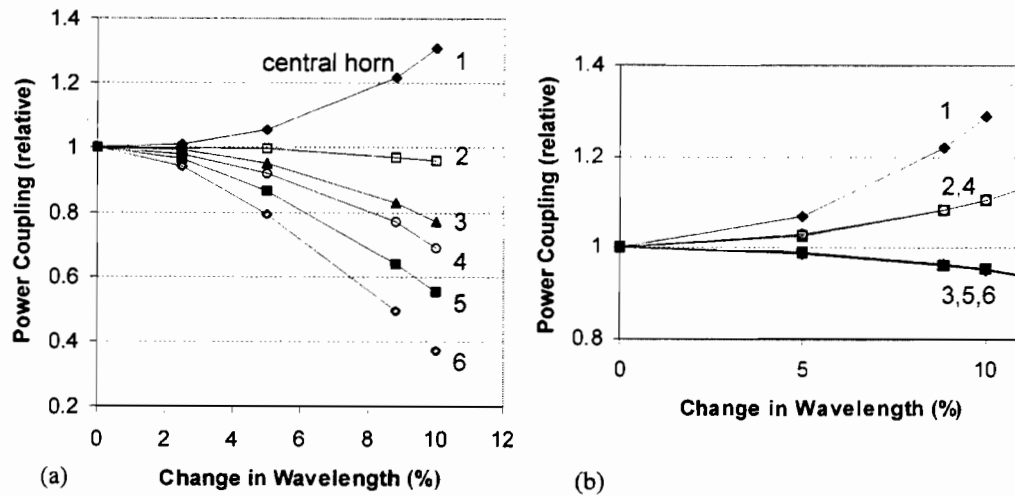 1.4
1.2
1
0.8
0.6
0.4
0.2
Power Coupling (relative)
central horn
1
2
3
4
5
6
0 2 4 6 8 10 12
Change in Wavelength (%)
(a)
1.4
1.2
1
0.8
Power Coupling (relative)
1
2,4
3,5,6
0 5 10
Change in Wavelength (%)
(b)